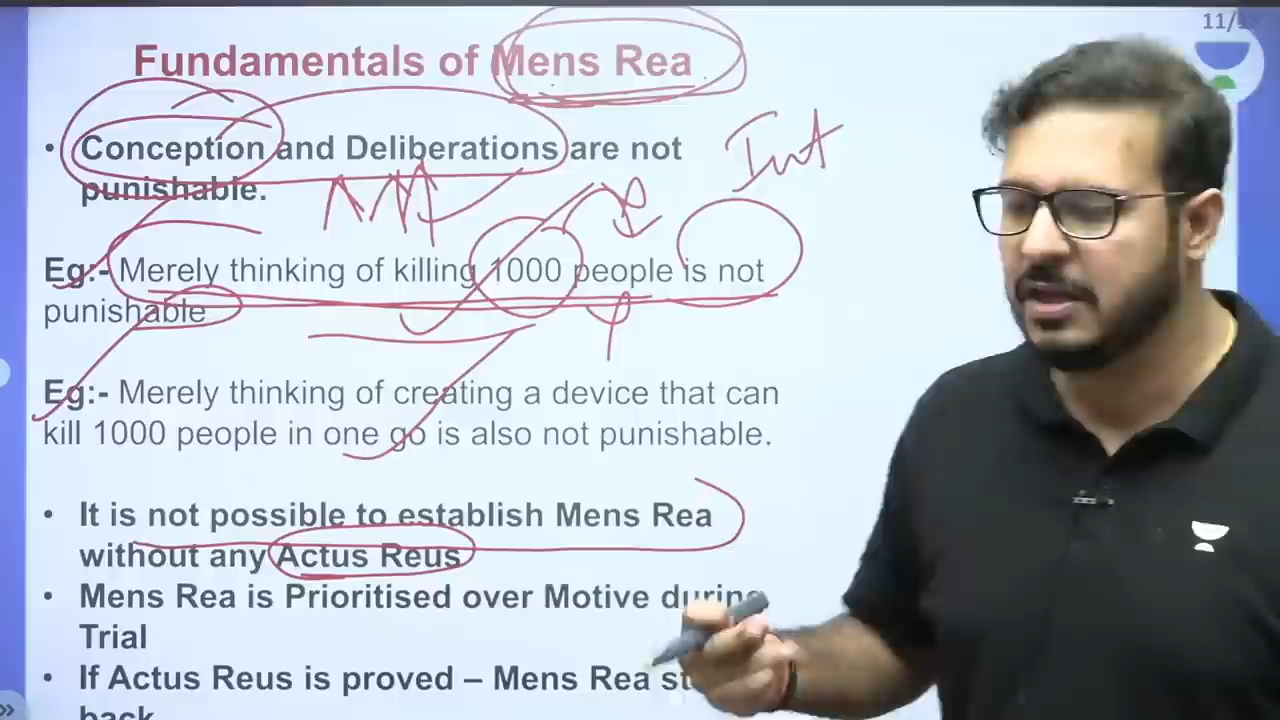 11/
Fundamentals of Mens Rea
• Conception and Deliberations are not
punishable.
Int
Eg:- Merely thinking of killing 1000 people is not
punishable
Eg:- Merely thinking of creating a device that can
kill 1000 people in one go is also not punishable.
• It is not possible to establish Mens Rea
without any Actus Reus
• Mens Rea is Prioritised over Motive during
Trial
• If Actus Reus is proved – Mens Rea
back